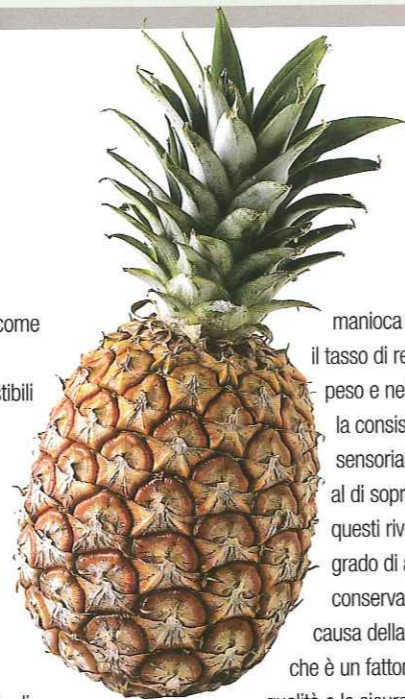 come
tibili
manioca
il tasso di re
peso e ne
la consis
sensoria
al di sopr
questi riv
grado di a
conserva
causa della
che è un fattor